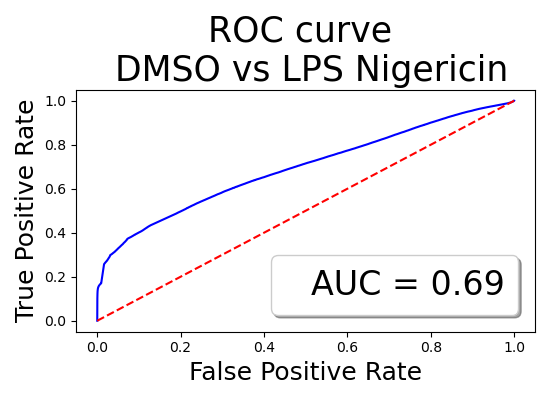 ROC curve
DMSO vs LPS Nigericin
True Positive Rate
1.0
0.8
0.6
0.4
0.2
0.0
AUC = 0.69
0.0 0.2 0.4 0.6 0.8 1.0
False Positive Rate